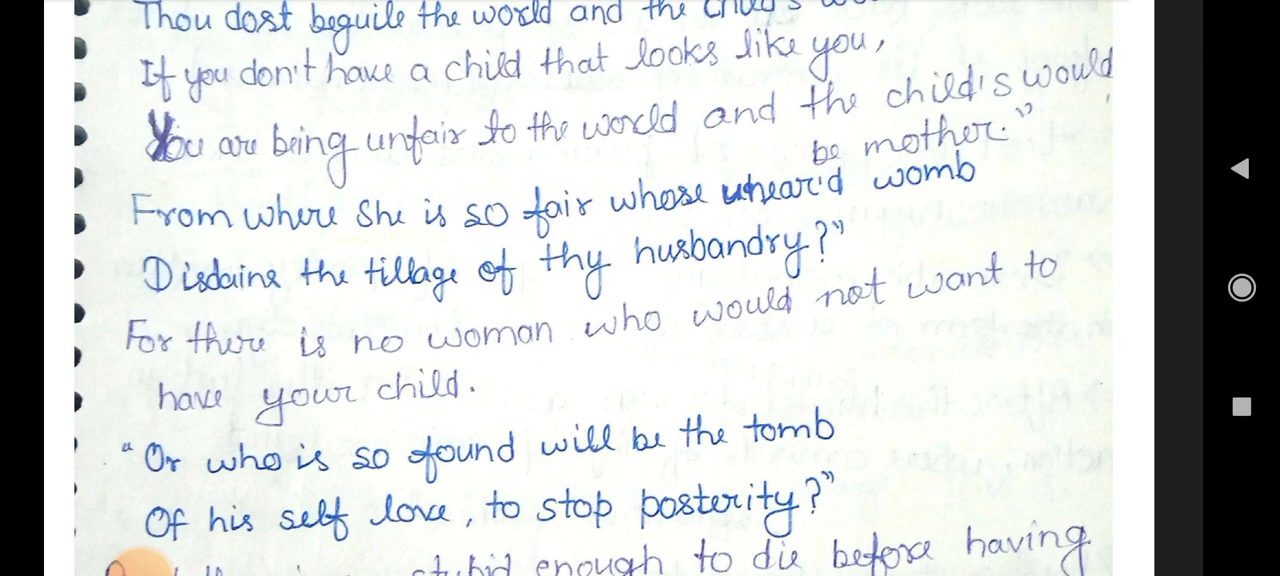 Thou dost beguile the world and the
If you don't have a child that looks like you,
You are being unfair to the world and the child's would
be mother."
From where She is so fair whose unear'd womb
Disdains the tillage of thy husbandry?"
For there is no woman who would not want to
have your child.
"Or who is so found will be the tomb
Of his self love, to stop posterity?"
enough to die before having